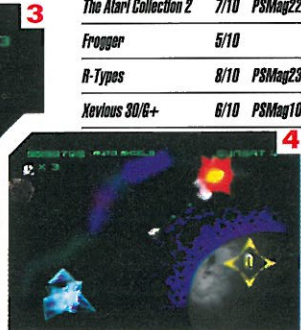 3
The Atari Collection 2 7/10 PSMag22
Frogger 5/10
R-Types 8/10 PSMag23
Xevious 3D/G+ 6/10 PSMag10
4
X 3